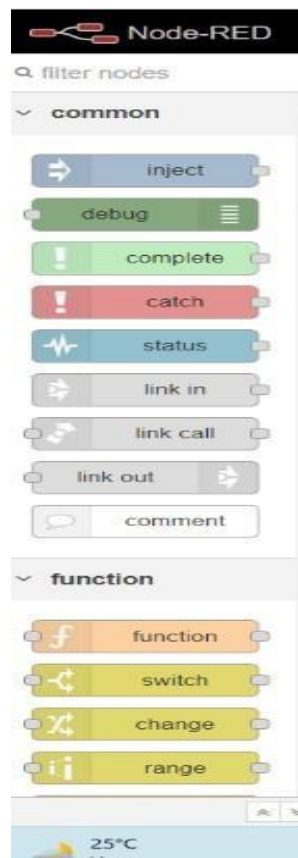 Node-RED
filter nodes
common
inject
debug
complete
catch
status
link in
link call
link out
comment
function
function
switch
change
range
25°C